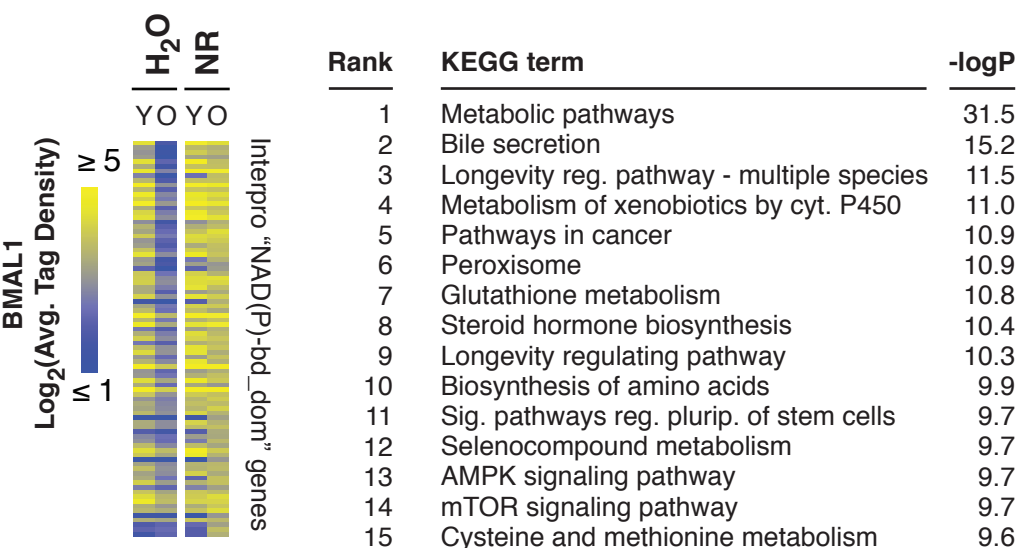 H2O NR
Y O Y O
BMAL1
Log2(Avg. Tag Density)
≥ 5
≤ 1
Interpro "NAD(P)-bd_dom" genes
Rank KEGG term -logP
1 Metabolic pathways 31.5
2 Bile secretion 15.2
3 Longevity reg. pathway - multiple species 11.5
4 Metabolism of xenobiotics by cyt. P450 11.0
5 Pathways in cancer 10.9
6 Peroxisome 10.9
7 Glutathione metabolism 10.8
8 Steroid hormone biosynthesis 10.4
9 Longevity regulating pathway 10.3
10 Biosynthesis of amino acids 9.9
11 Sig. pathways reg. plurip. of stem cells 9.7
12 Selenocompound metabolism 9.7
13 AMPK signaling pathway 9.7
14 mTOR signaling pathway 9.7
15 Cysteine and methionine metabolism 9.6